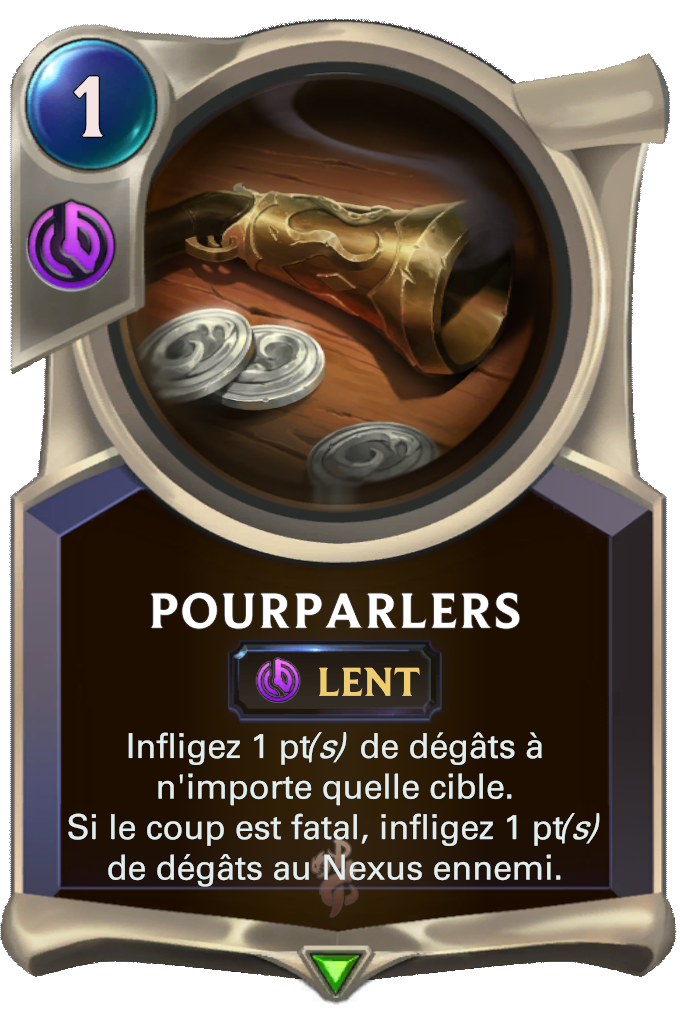 1
POURPARLERS
LENT
Infligez 1 pt(s) de dégâts à
n'importe quelle cible.
Si le coup est fatal, infligez 1 pt(s)
de dégâts au Nexus ennemi.